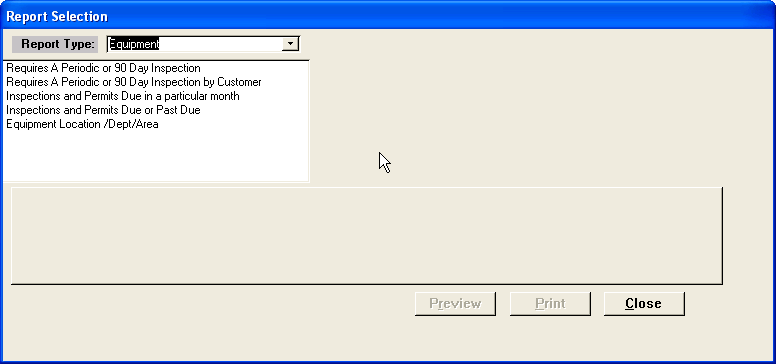 Report Selection
Report Type: Equipment
Requires A Periodic or 90 Day Inspection
Requires A Periodic or 90 Day Inspection by Customer
Inspections and Permits Due in a particular month
Inspections and Permits Due or Past Due
Equipment Location /Dept/Area
Preview Print Close